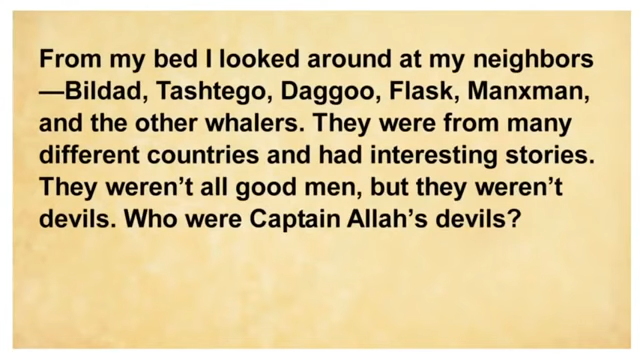 From my bed I looked around at my neighbors
—Bildad, Tashtego, Daggoo, Flask, Manxman,
and the other whalers. They were from many
different countries and had interesting stories.
They weren’t all good men, but they weren’t
devils. Who were Captain Allah’s devils?